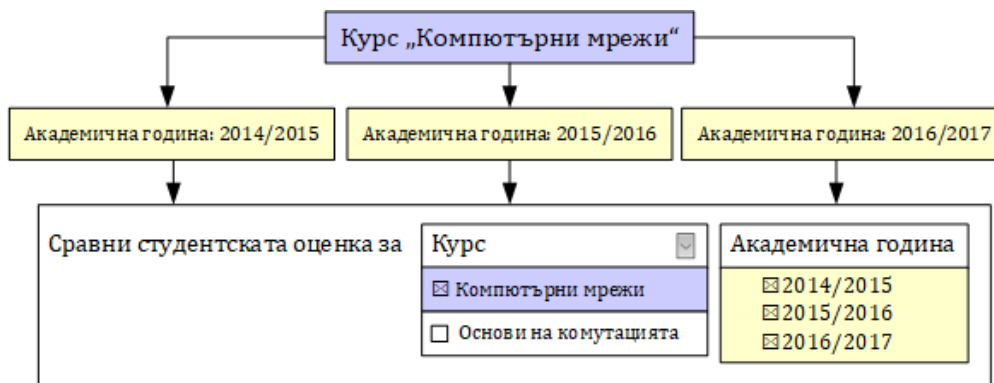 Курс „Компютърни мрежи“
Академична година: 2014/2015
Академична година: 2015/2016
Академична година: 2016/2017
Сравни студентската оценка за
Курс
Компютърни мрежи
Основи на комутацията
Академична година
2014/2015
2015/2016
2016/2017